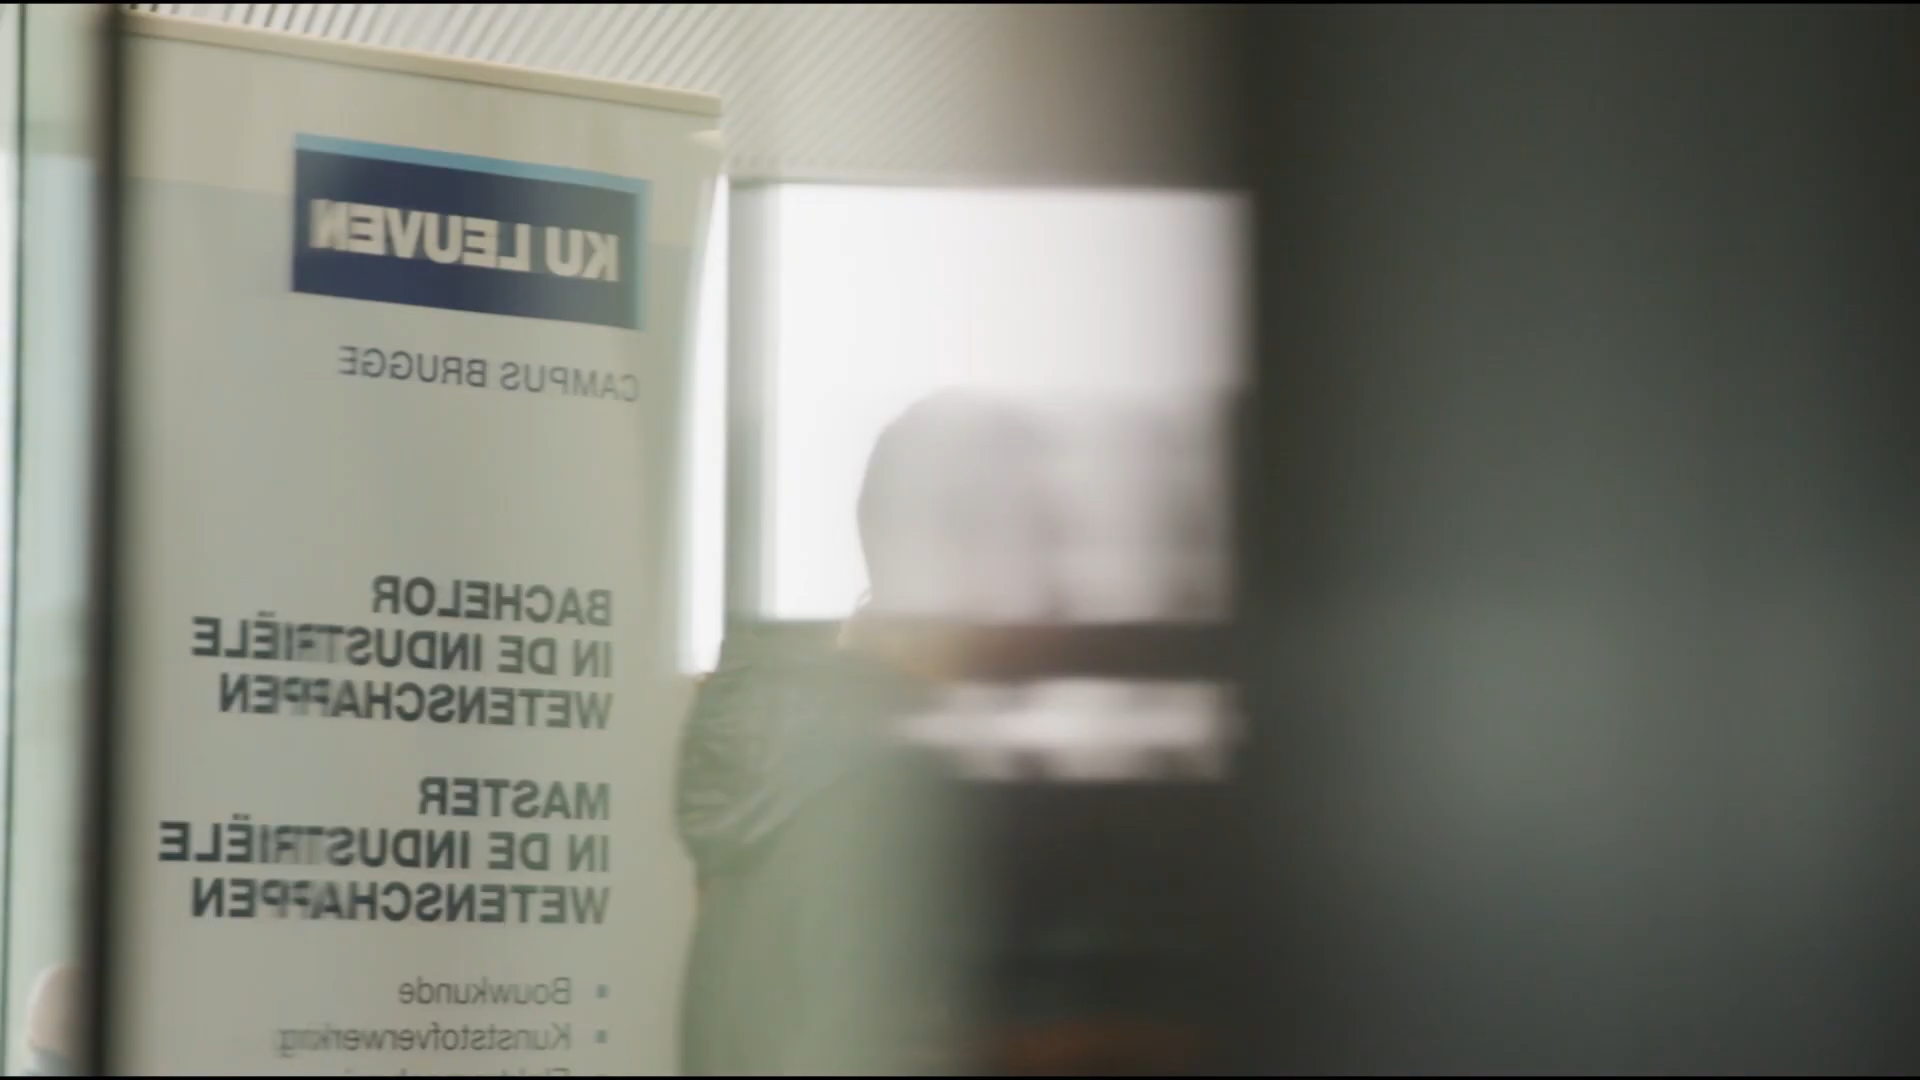 KU LEUVEN
CAMPUS BRUGGE
BACHELOR
IN DE INDUSTRIËLE
WETENSCHAPPEN
MASTER
IN DE INDUSTRIËLE
WETENSCHAPPEN
▪ Bouwkunde
▪ Kunststofverwerking